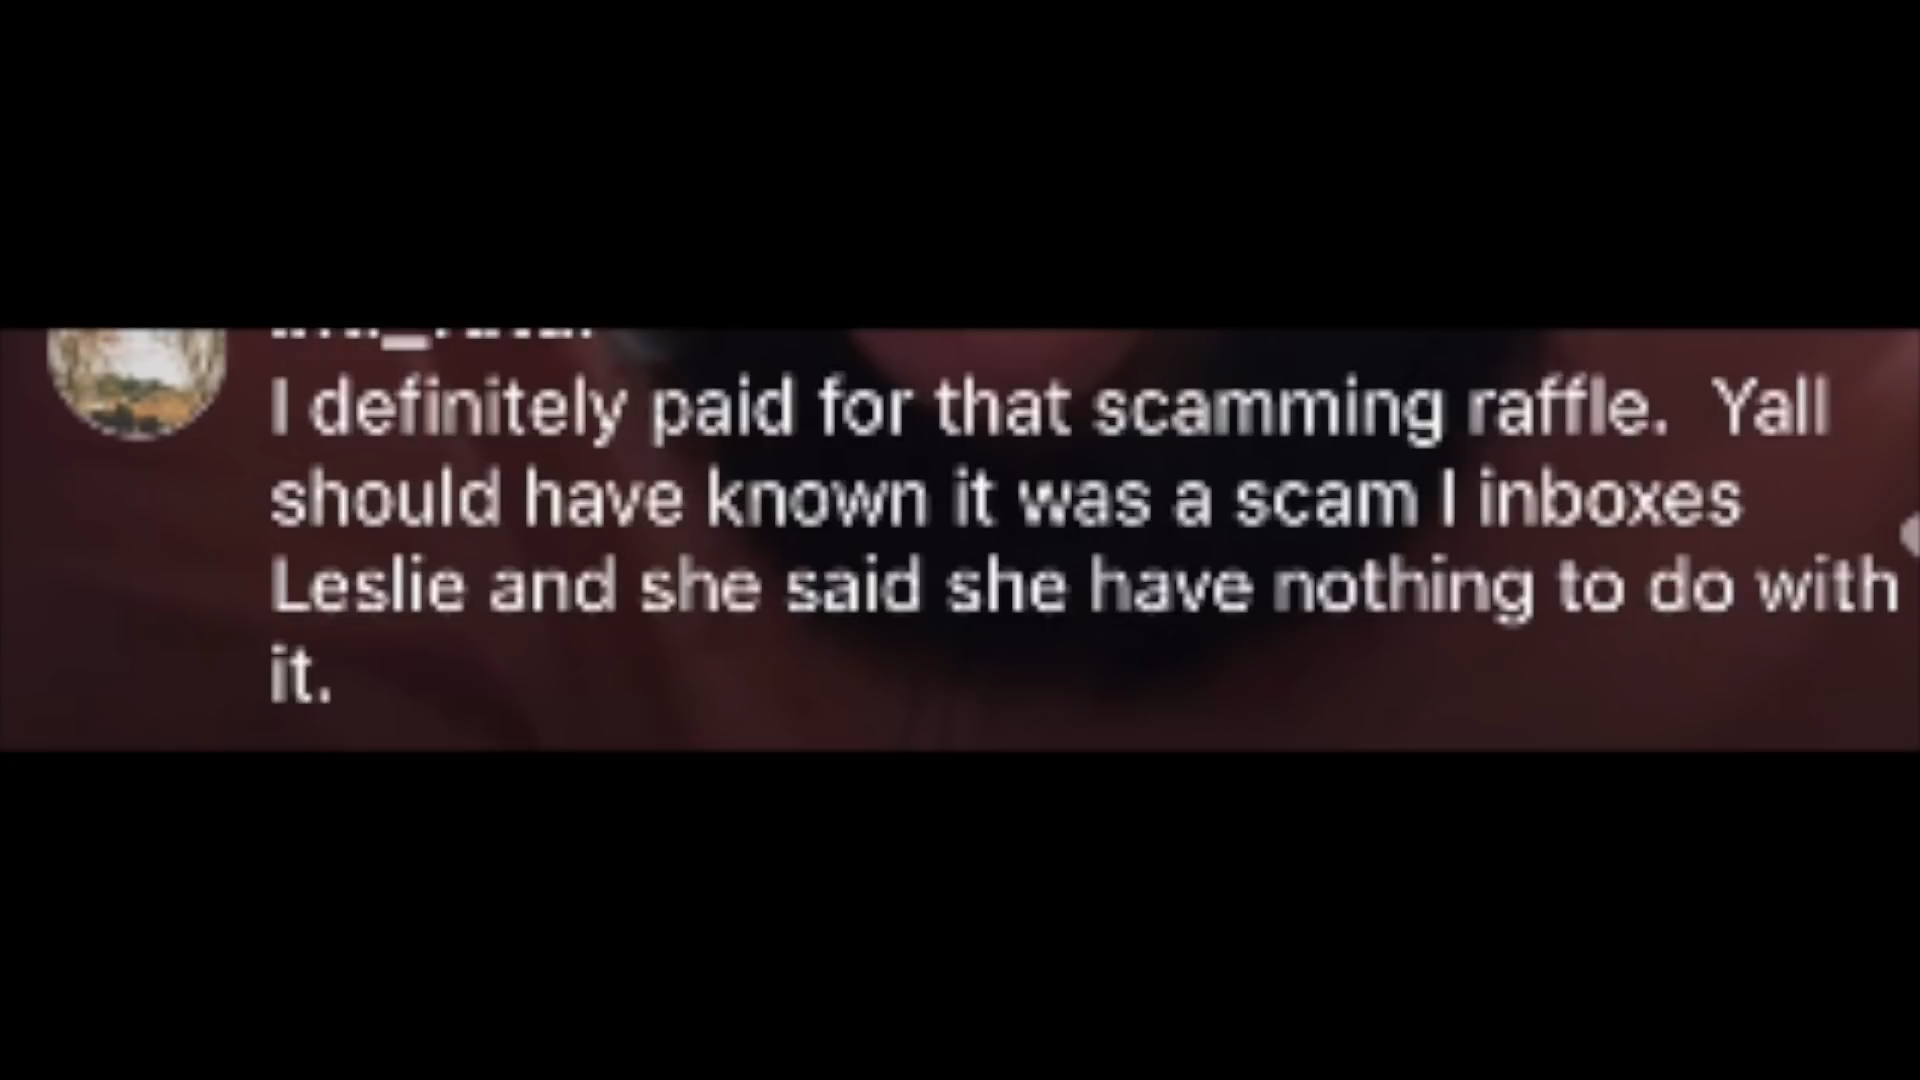 I definitely paid for that scamming raffle.  Yall
should have known it was a scam I inboxes
Leslie and she said she have nothing to do with
it.